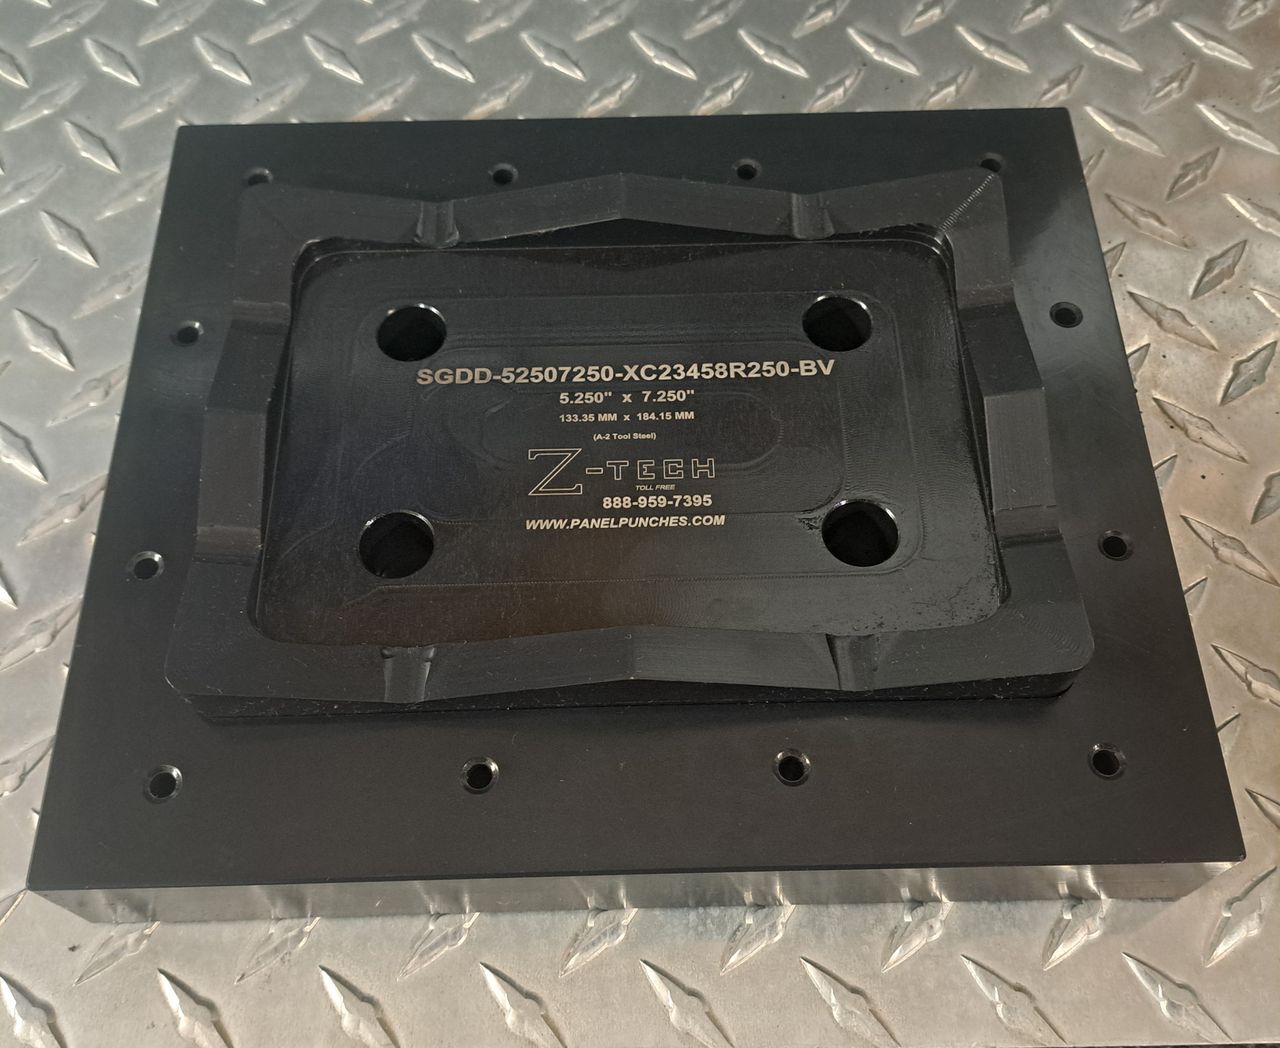 SGDD-52507250-XC23458R250-BV
5.250" x 7.250"
133.35 MM x 184.15 MM
(A-2 Tool Steel)
Z-TECH
TOLL FREE
888-959-7395
WWW.PANELPUNCHES.COM